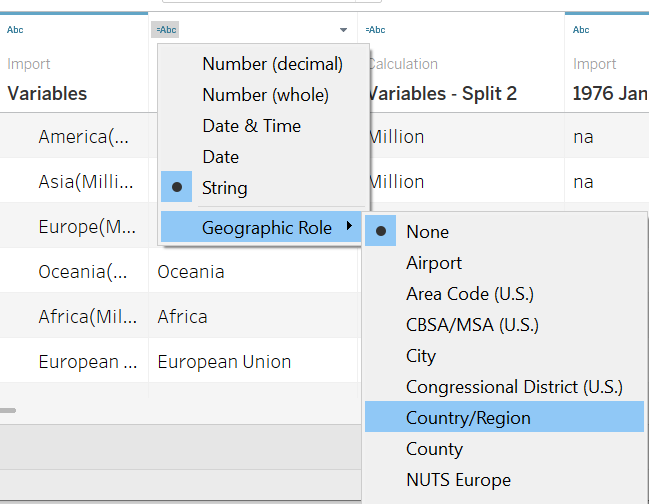 Abc
=Abc
=Abc
Abc
Import
Calculation
Import
Variables
Variables - Split 2
1976 Jan
America(...
Million
na
Asia(Milli...
Million
na
Europe(M...
Oceania(...
Oceania
Africa(Mil...
Africa
European ...
European Union
Number (decimal)
Number (whole)
Date & Time
Date
String
Geographic Role
None
Airport
Area Code (U.S.)
CBSA/MSA (U.S.)
City
Congressional District (U.S.)
Country/Region
County
NUTS Europe